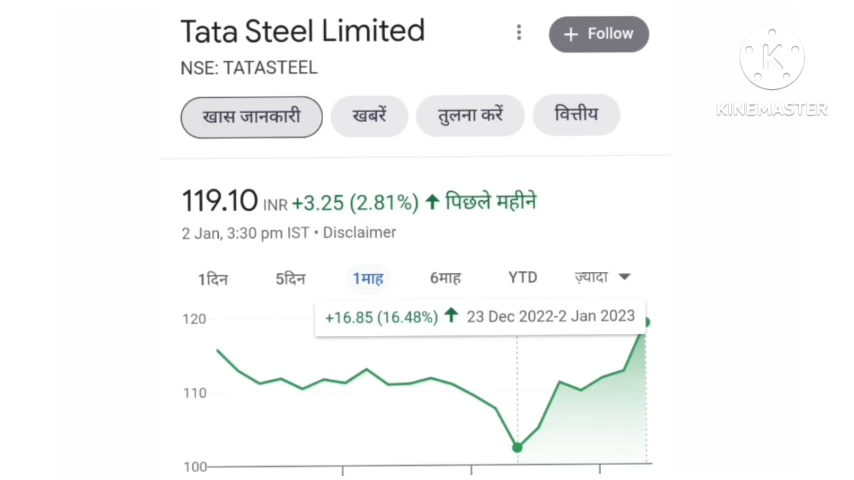 Tata Steel Limited
+ Follow
NSE: TATASTEEL
खास जानकारी
खबरें
तुलना करें
वित्तीय
KINEMASTER
119.10 INR +3.25 (2.81%) ↑ पिछले महीने
2 Jan, 3:30 pm IST • Disclaimer
1दिन 5दिन 1माह 6माह YTD ज़्यादा
+16.85 (16.48%) ↑ 23 Dec 2022-2 Jan 2023
120
110
100